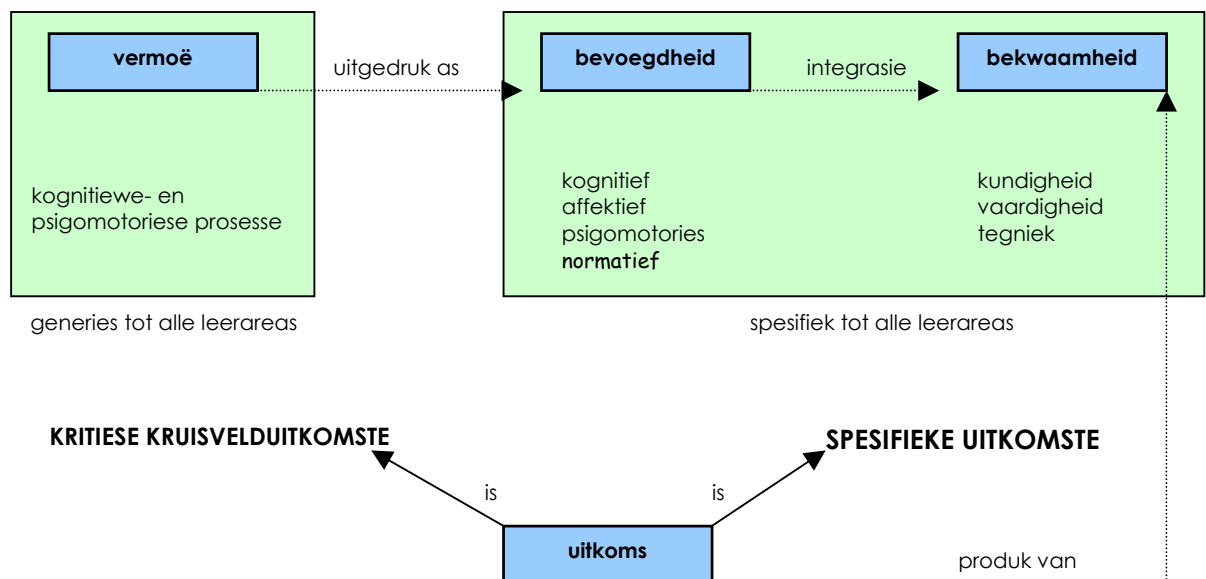 vermoë
uitgedruk as
bevoegdheid
integrasie
bekwaamheid
kognitiewe- en
psigomotoriese prosesse
kognitief
affektief
psigomotories
normatief
kundigheid
vaardigheid
tegniek
generies tot alle leerareas
spesifiek tot alle leerareas
KRITIESE KRUISVELDUITKOMSTE
SPESIFIEKE UITKOMSTE
is
is
uitkoms
produk van